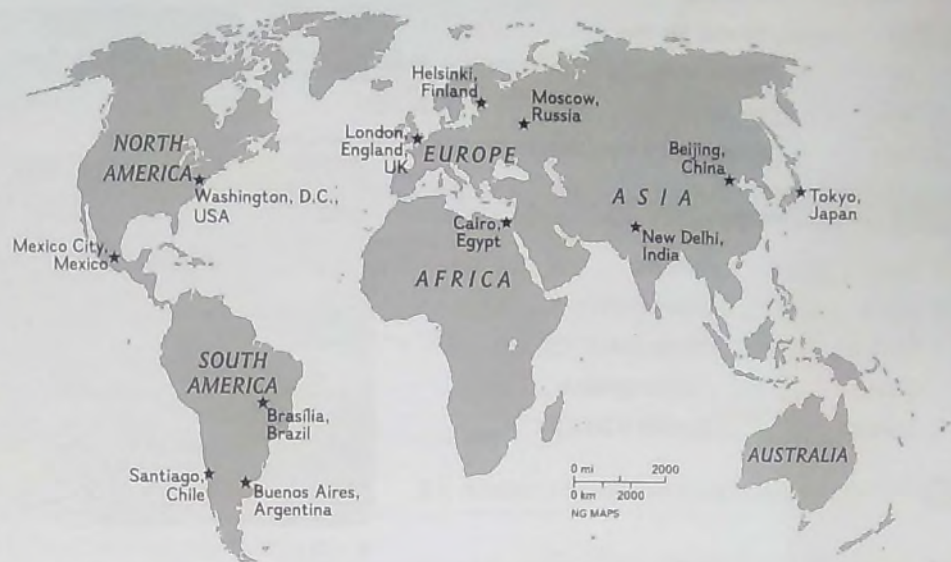 Helsinki,
Finland
Moscow,
Russia
London,
England,
UK
EUROPE
NORTH
AMERICA
Washington, D.C.,
USA
Beijing,
China
ASIA
Tokyo,
Japan
Mexico City,
Mexico
Cairo,
Egypt
New Delhi,
India
AFRICA
SOUTH
AMERICA
Brasília,
Brazil
Santiago,
Chile
Buenos Aires,
Argentina
AUSTRALIA
0 mi 2000
0 km 2000
NG MAPS